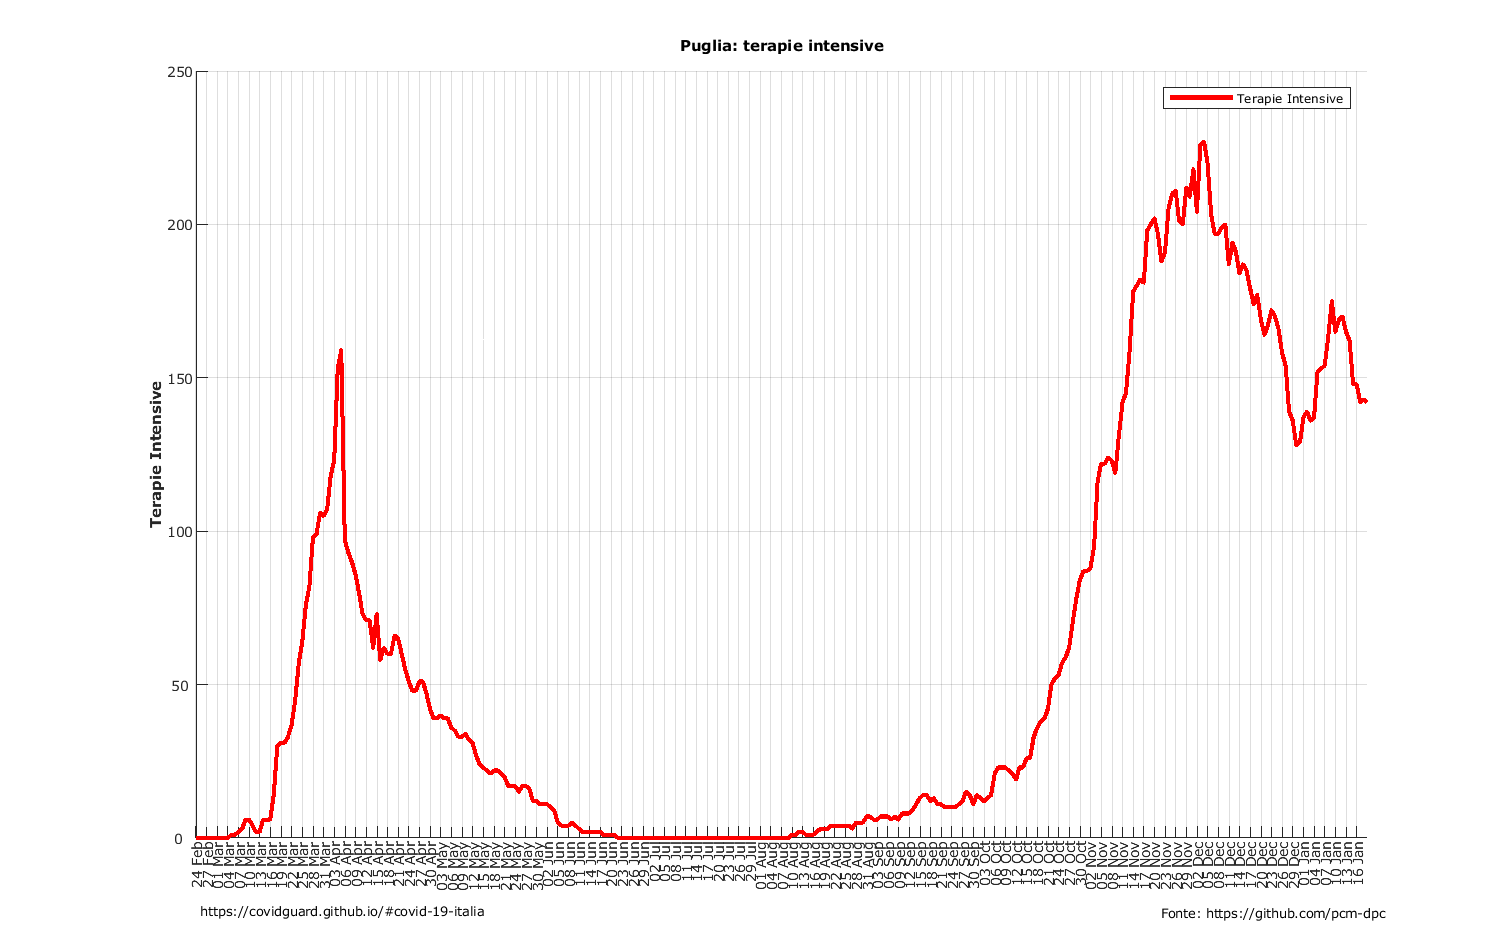 Puglia: terapie intensive
Terapie Intensive
Terapie Intensive
250
200
150
100
50
0
24 Feb
27 Feb
01 Mar
04 Mar
07 Mar
10 Mar
13 Mar
16 Mar
19 Mar
22 Mar
25 Mar
28 Mar
31 Mar
03 Apr
06 Apr
09 Apr
12 Apr
15 Apr
18 Apr
21 Apr
24 Apr
27 Apr
30 Apr
03 May
06 May
09 May
12 May
15 May
18 May
21 May
24 May
27 May
30 May
02 Jun
05 Jun
08 Jun
11 Jun
14 Jun
17 Jun
20 Jun
23 Jun
26 Jun
29 Jun
02 Jul
05 Jul
08 Jul
11 Jul
14 Jul
17 Jul
20 Jul
23 Jul
26 Jul
29 Jul
01 Aug
04 Aug
07 Aug
10 Aug
13 Aug
16 Aug
19 Aug
22 Aug
25 Aug
28 Aug
31 Aug
03 Sep
06 Sep
09 Sep
12 Sep
15 Sep
18 Sep
21 Sep
24 Sep
27 Sep
30 Sep
03 Oct
06 Oct
09 Oct
12 Oct
15 Oct
18 Oct
21 Oct
24 Oct
27 Oct
30 Oct
02 Nov
05 Nov
08 Nov
11 Nov
14 Nov
17 Nov
20 Nov
23 Nov
26 Nov
29 Nov
02 Dec
05 Dec
08 Dec
11 Dec
14 Dec
17 Dec
20 Dec
23 Dec
26 Dec
29 Dec
01 Jan
04 Jan
07 Jan
10 Jan
13 Jan
16 Jan
https://covidguard.github.io/#covid-19-italia
Fonte: https://github.com/pcm-dpc